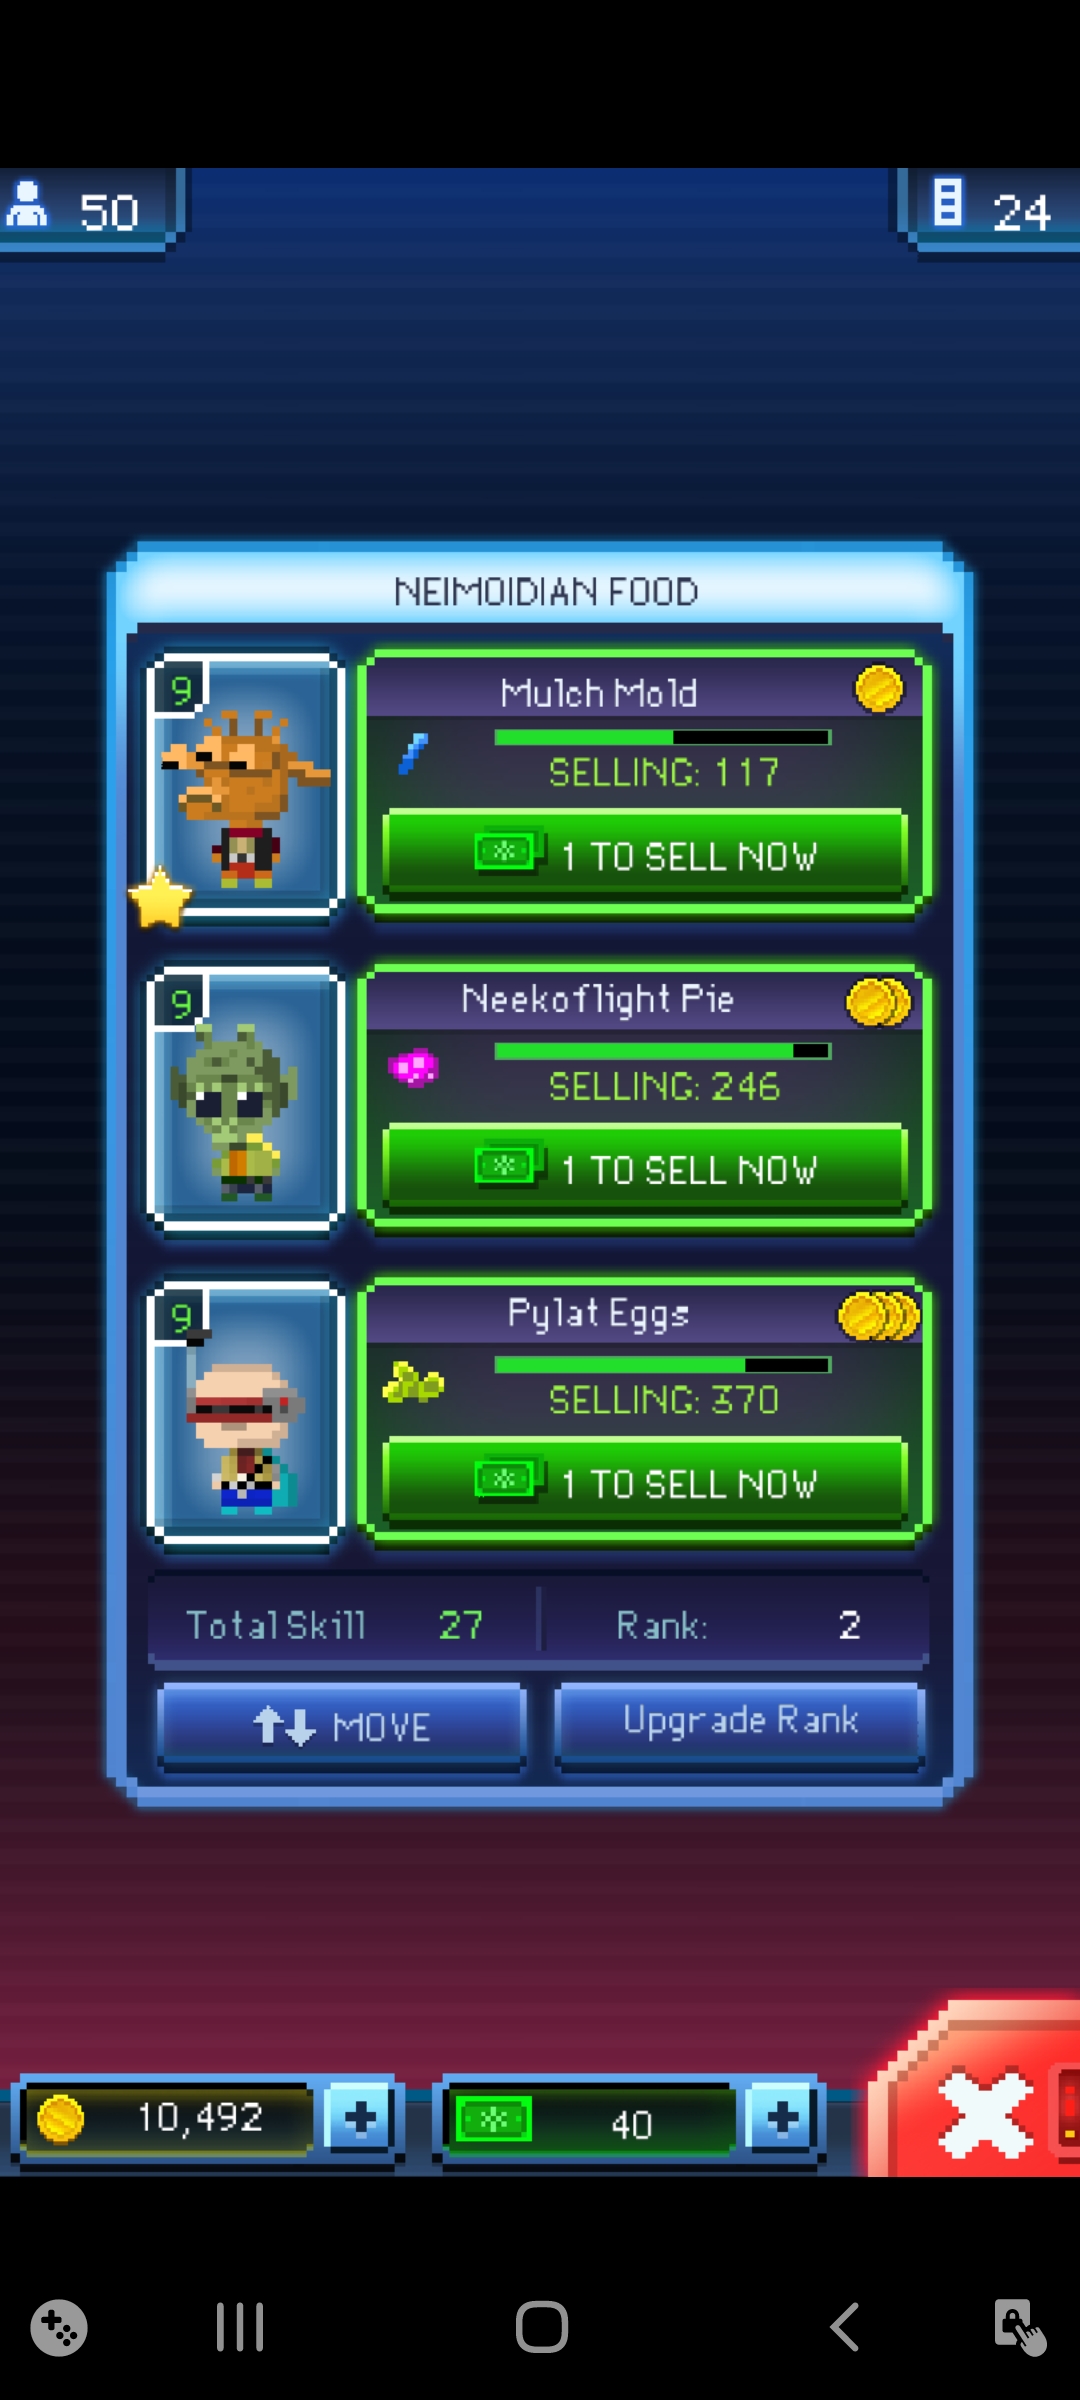 50
24
NEIMOIDIAN FOOD
9
Mulch Mold
SELLING: 117
1 TO SELL NOW
9
Neekoflight Pie
SELLING: 246
1 TO SELL NOW
9
Pylat Eggs
SELLING: 370
1 TO SELL NOW
Total Skill 27 Rank: 2
MOVE Upgrade Rank
10,492 40